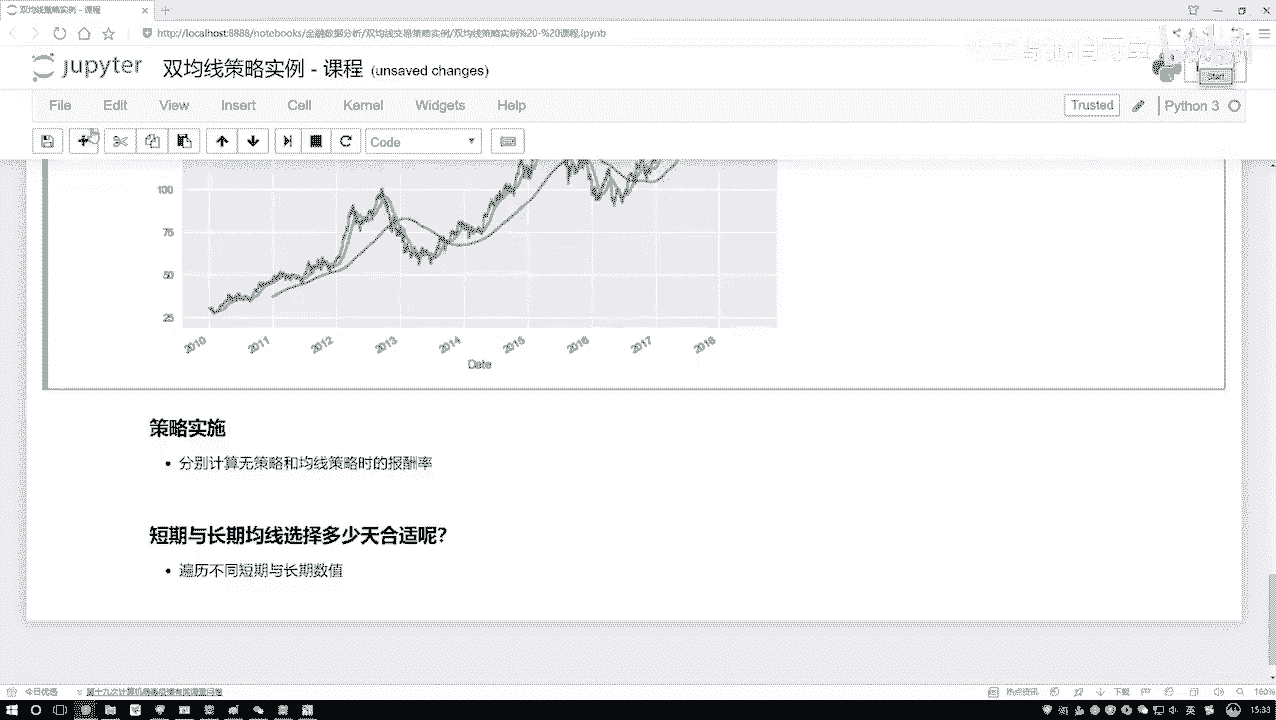 双均线策略实例 - 课程
http://localhost:8888/notebooks/金融数据分析/双均线交易策略实例/双均线策略实例%20-%20课程.ipynb
jupyter 双均线策略实例 - 课程 (unsaved changes)
Start
File Edit View Insert Cell Kernel Widgets Help
Trusted Python 3
Code
100
75
50
25
2010 2011 2012 2013 2014 2015 2016 2017 2018
Date
策略实施
分别计算无策略和均线策略时的报酬率
短期与长期均线选择多少天合适呢?
遍历不同短期与长期数值
今日优选
热点资讯 下载 160%
英 15:33